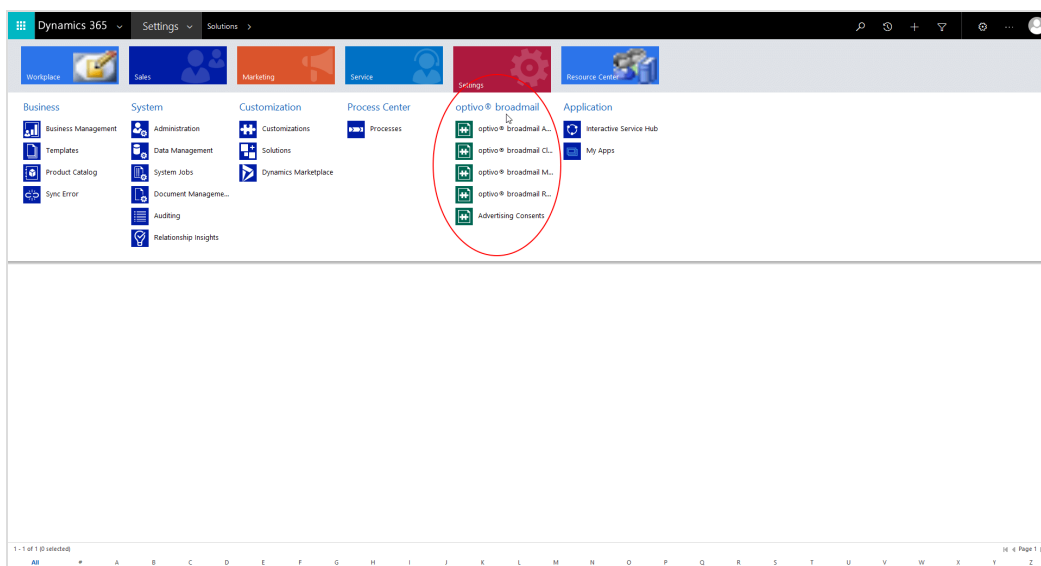 Dynamics 365 Settings Solutions >
Workplace Sales Marketing Service Settings Resource Center
Business System Customization Process Center optivo® broadmail Application
Business Management Administration Customizations Processes optivo® broadmail A... Interactive Service Hub
Templates Data Management Solutions optivo® broadmail Cl... My Apps
Product Catalog System Jobs Dynamics Marketplace optivo® broadmail M...
Sync Error Document Manageme... optivo® broadmail R...
Auditing Advertising Consents
Relationship Insights
1 - 1 of 1 (0 selected) Page 1
All # A B C D E F G H I J K L M N O P Q R S T U V W X Y Z